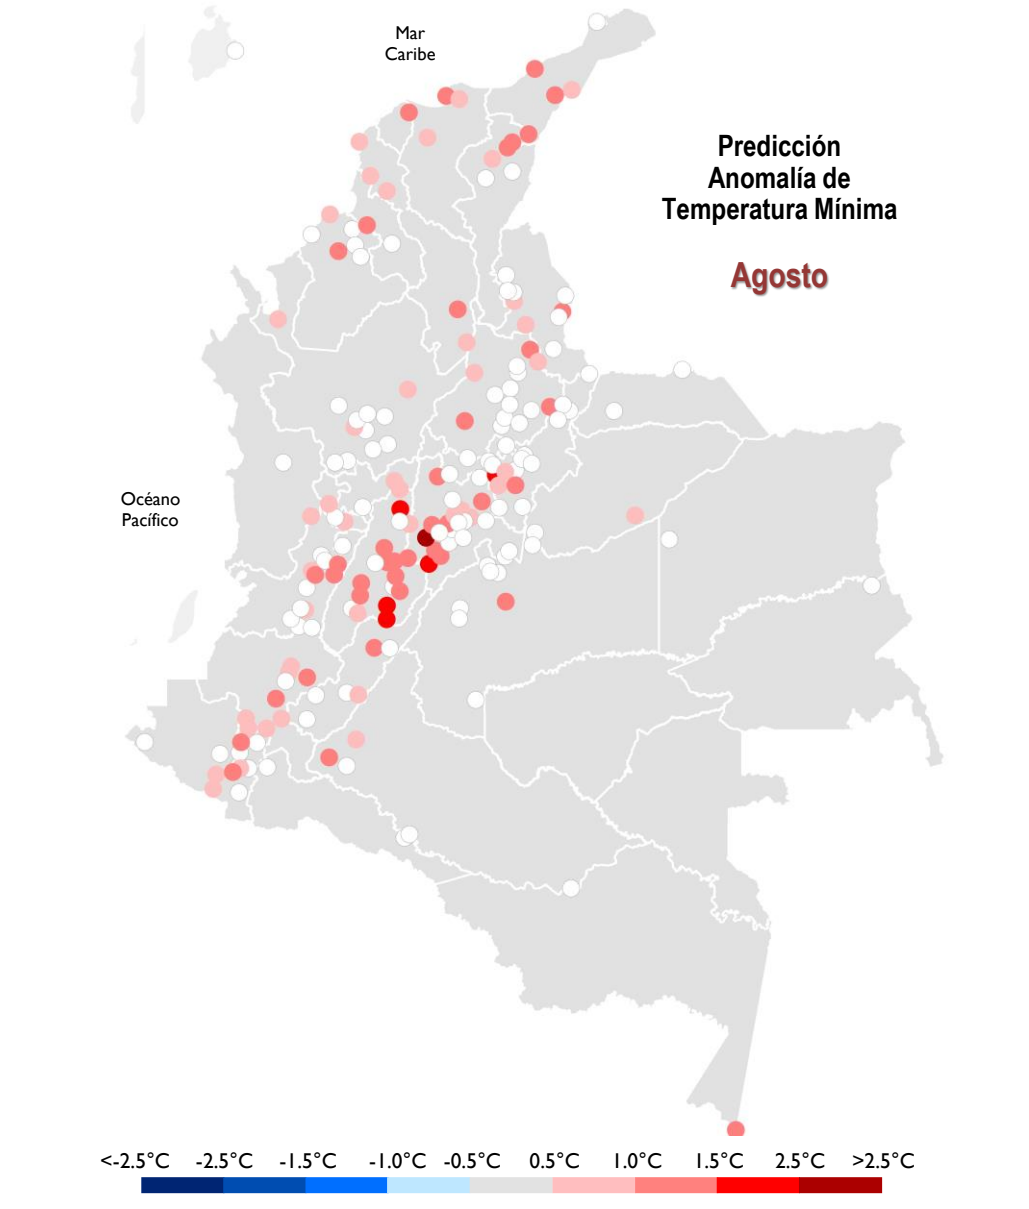 Mar
Caribe
Predicción
Anomalía de
Temperatura Mínima
Agosto
Océano
Pacífico
<-2.5°C -2.5°C -1.5°C -1.0°C -0.5°C 0.5°C 1.0°C 1.5°C 2.5°C >2.5°C